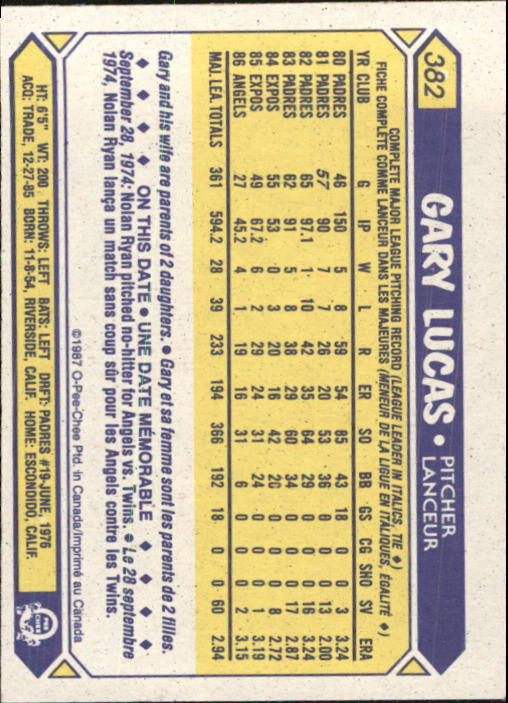 382 GARY LUCAS • PITCHER
LANCEUR
COMPLETE MAJOR LEAGUE PITCHING RECORD (LEAGUE LEADER IN ITALICS, TIE ♦)
FICHE COMPLÈTE COMME LANCEUR DANS LES MAJEURES (MENEUR DE LA LIGUE EN ITALIQUES, ÉGALITÉ ♦)
YR CLUB G IP W L R ER SO BB GS CG SHO SV ERA
80 PADRES 46 150 5 8 59 54 85 43 18 0 0 3 3.24
81 PADRES 57 90 7 7 26 20 53 36 0 0 0 13 2.00
82 PADRES 65 97.1 1 10 42 35 64 29 0 0 0 16 3.24
83 PADRES 62 91 5 8 38 29 60 34 0 0 0 17 2.87
84 EXPOS 55 53 0 3 20 16 42 20 0 0 0 8 2.72
85 EXPOS 49 67.2 6 2 29 24 31 24 0 0 0 1 3.19
86 ANGELS 27 45.2 4 1 19 16 31 6 0 0 0 2 3.15
MAJ. LEA. TOTALS 361 594.2 28 39 233 194 366 192 18 0 0 60 2.94
Gary and his wife are parents of 2 daughters. • Gary et sa femme sont les parents de 2 filles.
♦ ♦ ♦ ♦ ON THIS DATE • UNE DATE MÉMORABLE ♦ ♦ ♦ ♦
September 28, 1974: Nolan Ryan pitched no-hitter for Angels vs. Twins. • Le 28 septembre
1974, Nolan Ryan lança un match sans coup sûr pour les Angels contre les Twins.
©1987 O-Pee-Chee Ptd. in Canada/Imprimé au Canada
HT: 6'5" WT: 200 THROWS: LEFT BATS: LEFT DRFT: PADRES #19-JUNE, 1976
ACQ: TRADE, 12-27-85 BORN: 11-8-54, RIVERSIDE, CALIF. HOME: ESCONDIDO, CALIF.
O PEE CHEE